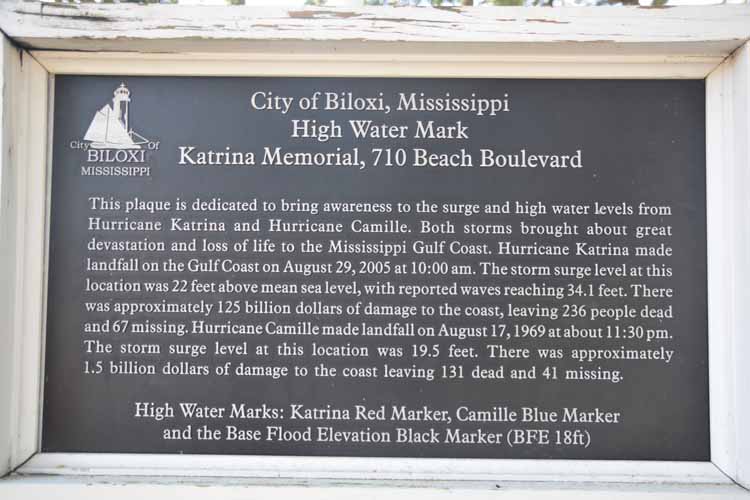 City of Biloxi, Mississippi
High Water Mark
Katrina Memorial, 710 Beach Boulevard
City Of
BILOXI
MISSISSIPPI
This plaque is dedicated to bring awareness to the surge and high water levels from
Hurricane Katrina and Hurricane Camille. Both storms brought about great
devastation and loss of life to the Mississippi Gulf Coast. Hurricane Katrina made
landfall on the Gulf Coast on August 29, 2005 at 10:00 am. The storm surge level at this
location was 22 feet above mean sea level, with reported waves reaching 34.1 feet. There
was approximately 125 billion dollars of damage to the coast, leaving 236 people dead
and 67 missing. Hurricane Camille made landfall on August 17, 1969 at about 11:30 pm.
The storm surge level at this location was 19.5 feet. There was approximately
1.5 billion dollars of damage to the coast leaving 131 dead and 41 missing.
High Water Marks: Katrina Red Marker, Camille Blue Marker
and the Base Flood Elevation Black Marker (BFE 18ft)